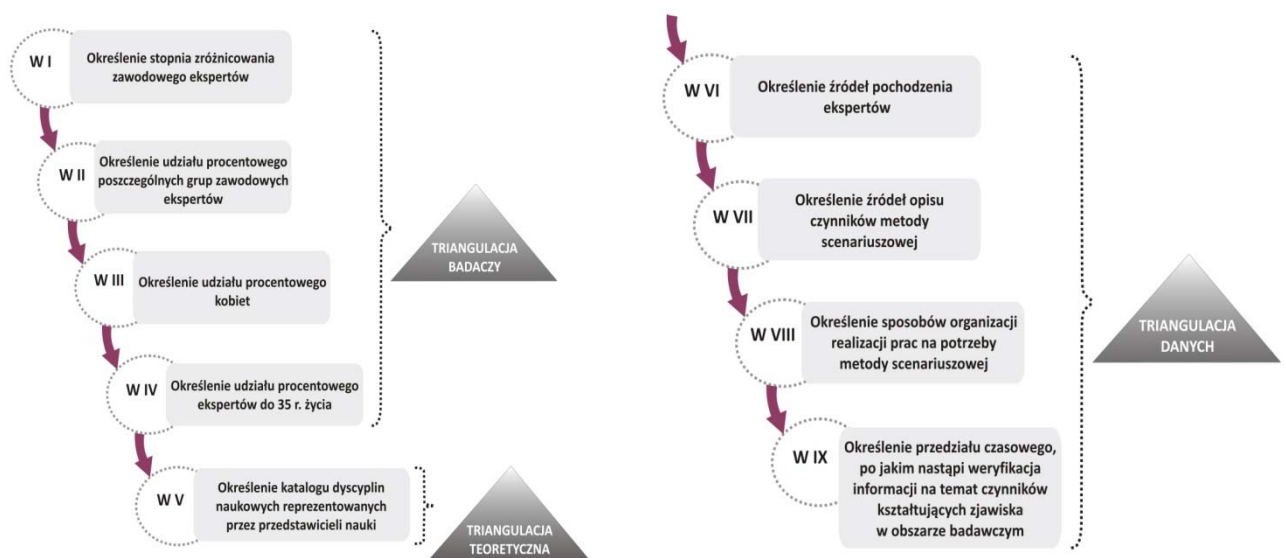 W I
Określenie stopnia zróżnicowania
zawodowego ekspertów
W II
Określenie udziału procentowego
poszczególnych grup zawodowych
ekspertów
W III
Określenie udziału procentowego
kobiet
W IV
Określenie udziału procentowego
ekspertów do 35 r. życia
TRIANGULACJA
BADACZY
W V
Określenie katalogu dyscyplin
naukowych reprezentowanych
przez przedstawicieli nauki
TRIANGULACJA
TEORETYCZNA
W VI
Określenie źródeł pochodzenia
ekspertów
W VII
Określenie źródeł opisu
czynników metody
scenariuszowej
W VIII
Określenie sposobów organizacji
realizacji prac na potrzeby
metody scenariuszowej
W IX
Określenie przedziału czasowego,
po jakim nastąpi weryfikacja
informacji na temat czynników
kształtujących zjawiska
w obszarze badawczym
TRIANGULACJA
DANYCH